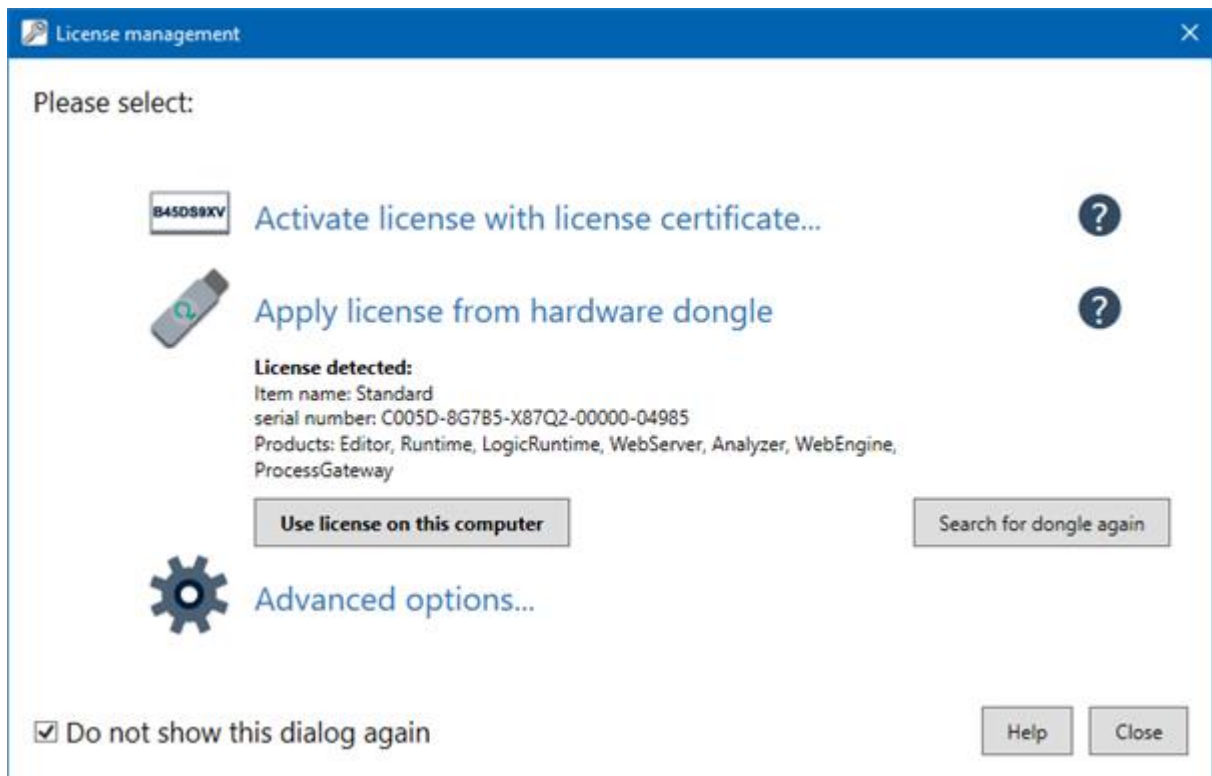 License management
Please select:
B45DS9XV
Activate license with license certificate...
?
Apply license from hardware dongle
?
License detected:
Item name: Standard
serial number: C005D-8G7B5-X87Q2-00000-04985
Products: Editor, Runtime, LogicRuntime, WebServer, Analyzer, WebEngine,
ProcessGateway
Use license on this computer
Search for dongle again
Advanced options...
Do not show this dialog again
Help
Close